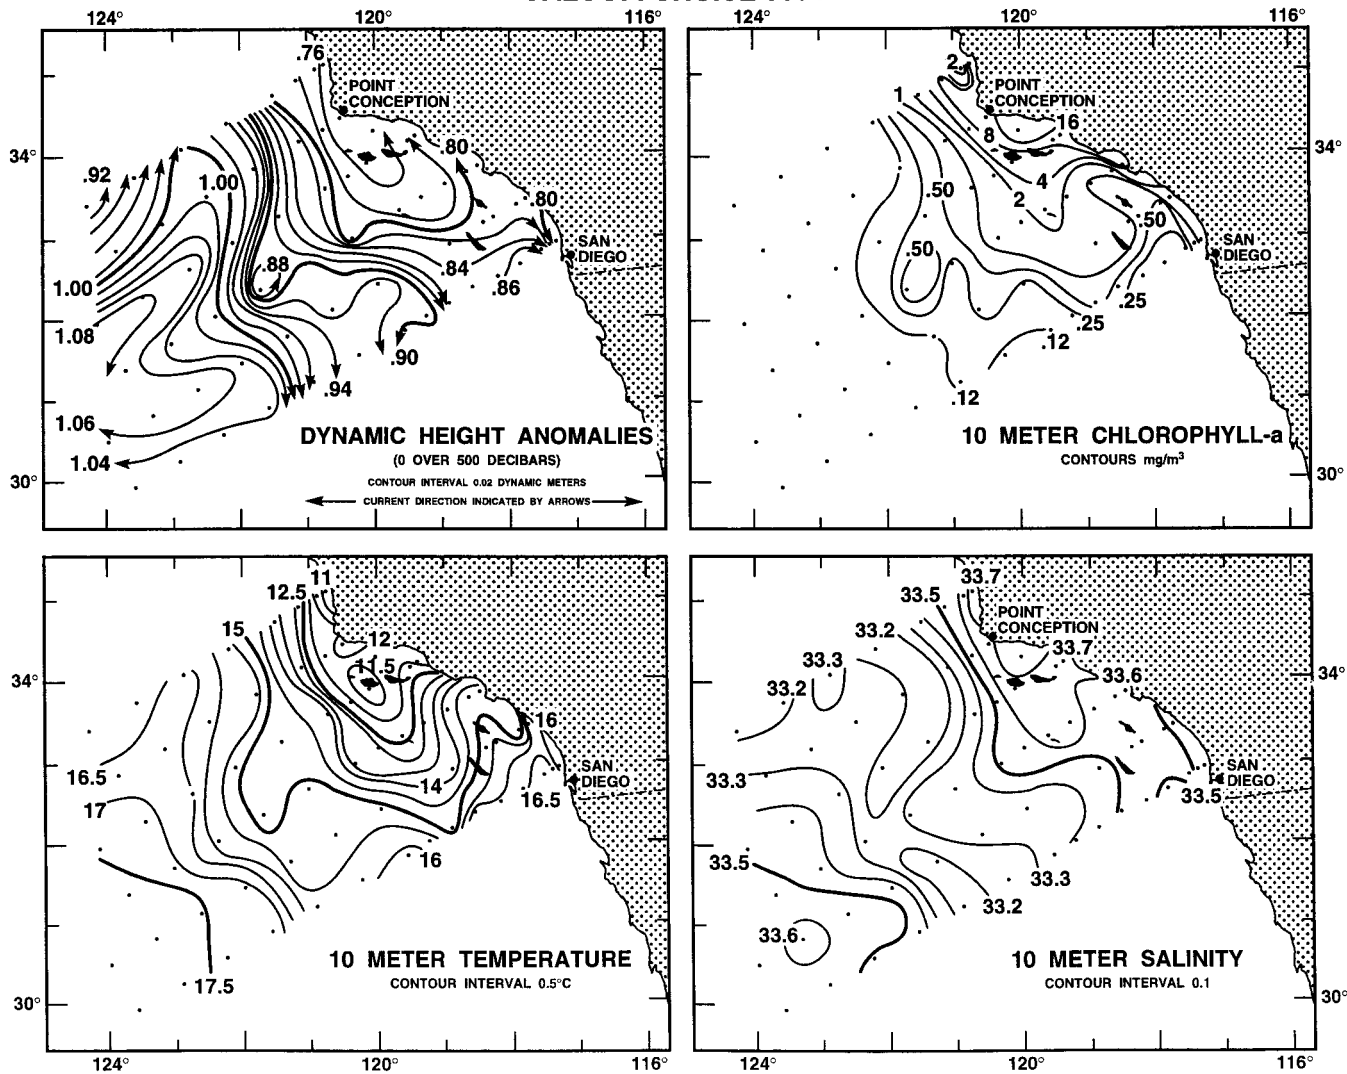 124° 120°
.76
POINT
CONCEPTION
.80
34°
.92
1.00
.80
SAN
DIEGO
.88
.84
.86
1.00
1.08
.90
.94
1.06
1.04
DYNAMIC HEIGHT ANOMALIES
(0 OVER 500 DECIBARS)
CONTOUR INTERVAL 0.02 DYNAMIC METERS
CURRENT DIRECTION INDICATED BY ARROWS
30°
120° 116°
2
1
POINT
CONCEPTION
16
8
34°
4
.50
2
.50
SAN
DIEGO
.50
.25
.25
.12
.12
10 METER CHLOROPHYLL-a
CONTOURS mg/m³
30°
11
12.5
15
12
11.5
34°
16
16.5
14
SAN
DIEGO
16.5
17
16
10 METER TEMPERATURE
CONTOUR INTERVAL 0.5°C
17.5
30°
124° 120° 116°
33.7
33.5
POINT
CONCEPTION
33.2
33.7
33.3
33.6
34°
33.2
SAN
DIEGO
33.3
33.5
33.5
33.3
33.2
33.6
10 METER SALINITY
CONTOUR INTERVAL 0.1
30°
124° 120° 116°